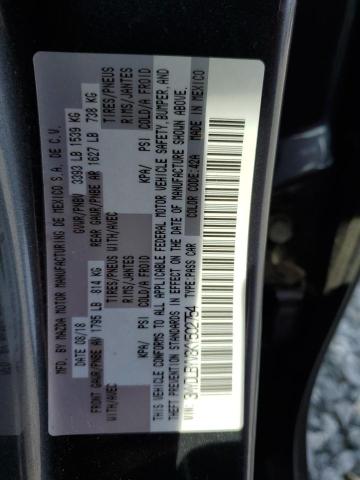 MFD. BY MAZDA MOTOR MANUFACTURING DE MEXICO S.A. DE C.V.
DATE 08/18 GVWR/PNBV 3393 LB 1539 KG
FRONT GAWR/PNBE AV 1795 LB 814 KG REAR GAWR/PNBE AR 1627 LB 738 KG
WITH/AVEC TIRES/PNEUS WITH/AVEC TIRES/PNEUS
RIMS/JANTES RIMS/JANTES
KPA/ PSI COLD/A FROID KPA/ PSI COLD/A FROID
THIS VEHICLE CONFORMS TO ALL APPLICABLE FEDERAL MOTOR VEHICLE SAFETY, BUMPER, AND
THEFT PREVENTION STANDARDS IN EFFECT ON THE DATE OF MANUFACTURE SHOWN ABOVE.
COLOR CODE:42A MADE IN MEXICO
VIN: TYPE:PASS CAR